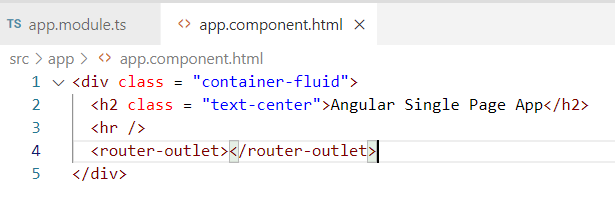 TS app.module.ts <> app.component.html ×
src > app > <> app.component.html
1 <div class = "container-fluid">
2 <h2 class = "text-center">Angular Single Page App</h2>
3 <hr />
4 <router-outlet></router-outlet>
5 </div>